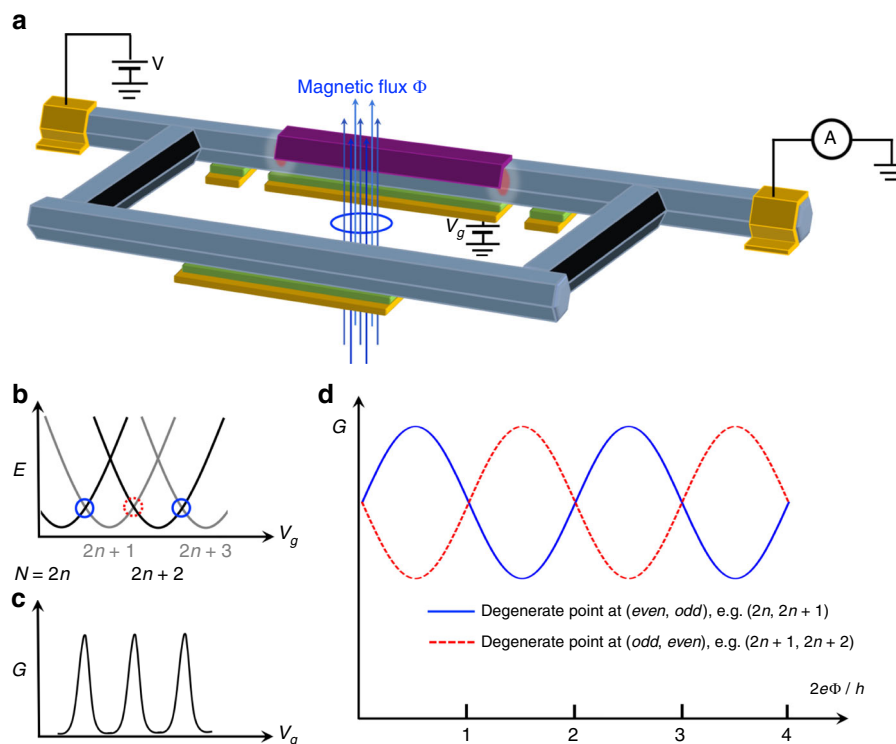 a
V
Magnetic flux Φ
A
V_g
b
E
V_g
2n + 1
2n + 3
N = 2n
2n + 2
c
G
V_g
d
G
Degenerate point at (even, odd), e.g. (2n, 2n + 1)
Degenerate point at (odd, even), e.g. (2n + 1, 2n + 2)
2eΦ / h
1 2 3 4